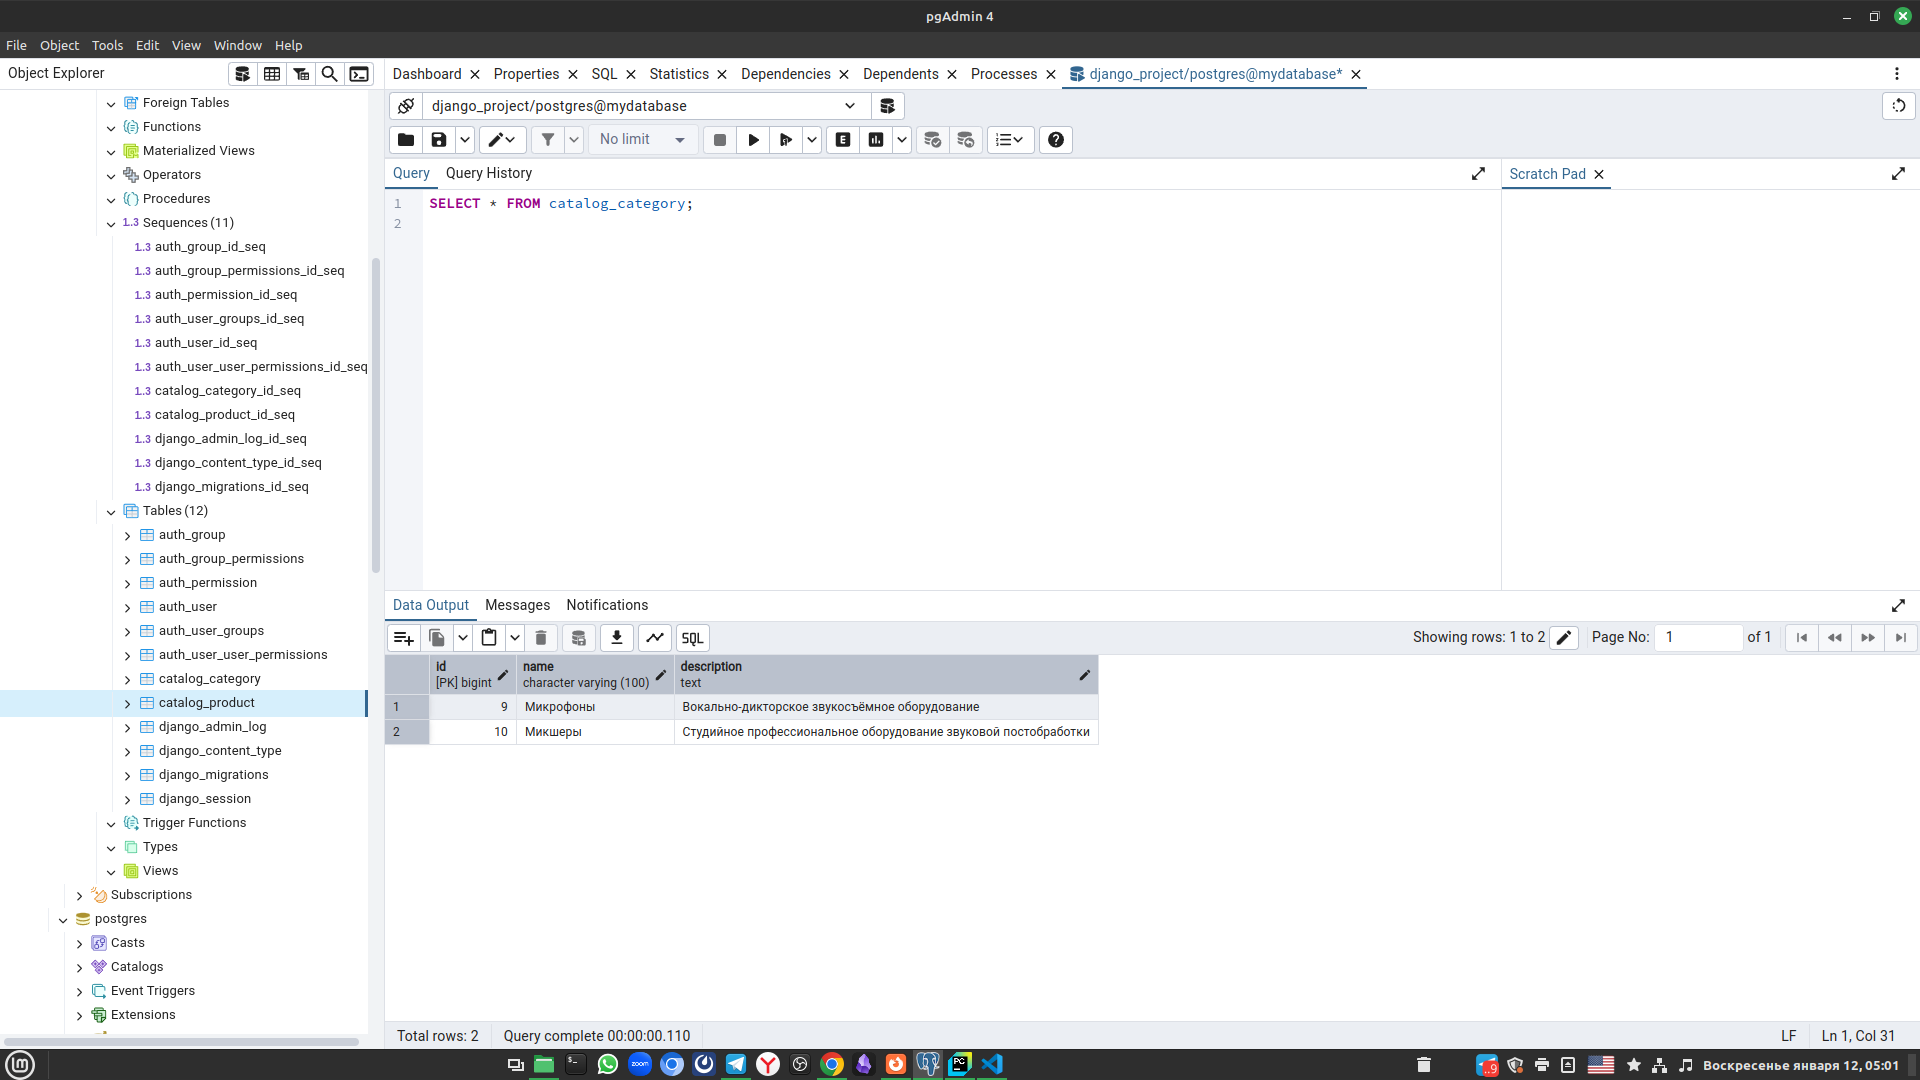 pgAdmin 4
File Object Tools Edit View Window Help
Object Explorer
Dashboard Properties SQL Statistics Dependencies Dependents Processes django_project/postgres@mydatabase*
django_project/postgres@mydatabase
No limit
E
Query Query History
Scratch Pad
1 SELECT * FROM catalog_category;
2
Foreign Tables
Functions
Materialized Views
Operators
Procedures
1..3 Sequences (11)
1..3 auth_group_id_seq
1..3 auth_group_permissions_id_seq
1..3 auth_permission_id_seq
1..3 auth_user_groups_id_seq
1..3 auth_user_id_seq
1..3 auth_user_user_permissions_id_seq
1..3 catalog_category_id_seq
1..3 catalog_product_id_seq
1..3 django_admin_log_id_seq
1..3 django_content_type_id_seq
1..3 django_migrations_id_seq
Tables (12)
auth_group
auth_group_permissions
auth_permission
auth_user
auth_user_groups
auth_user_user_permissions
catalog_category
catalog_product
django_admin_log
django_content_type
django_migrations
django_session
Trigger Functions
Types
Views
Subscriptions
postgres
Casts
Catalogs
Event Triggers
Extensions
Data Output Messages Notifications
SQL
Showing rows: 1 to 2 Page No: 1 of 1
id name description
[PK] bigint character varying (100) text
1 9 Микрофоны Вокально-дикторское звукосъёмное оборудование
2 10 Микшеры Студийное профессиональное оборудование звуковой постобработки
Total rows: 2 Query complete 00:00:00.110 LF Ln 1, Col 31
lm zoom PC ..9 Воскресенье января 12, 05:01